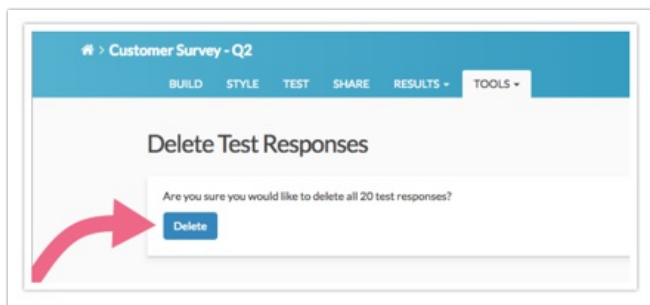 > Customer Survey - Q2
BUILD STYLE TEST SHARE RESULTS TOOLS
Delete Test Responses
Are you sure you would like to delete all 20 test responses?
Delete